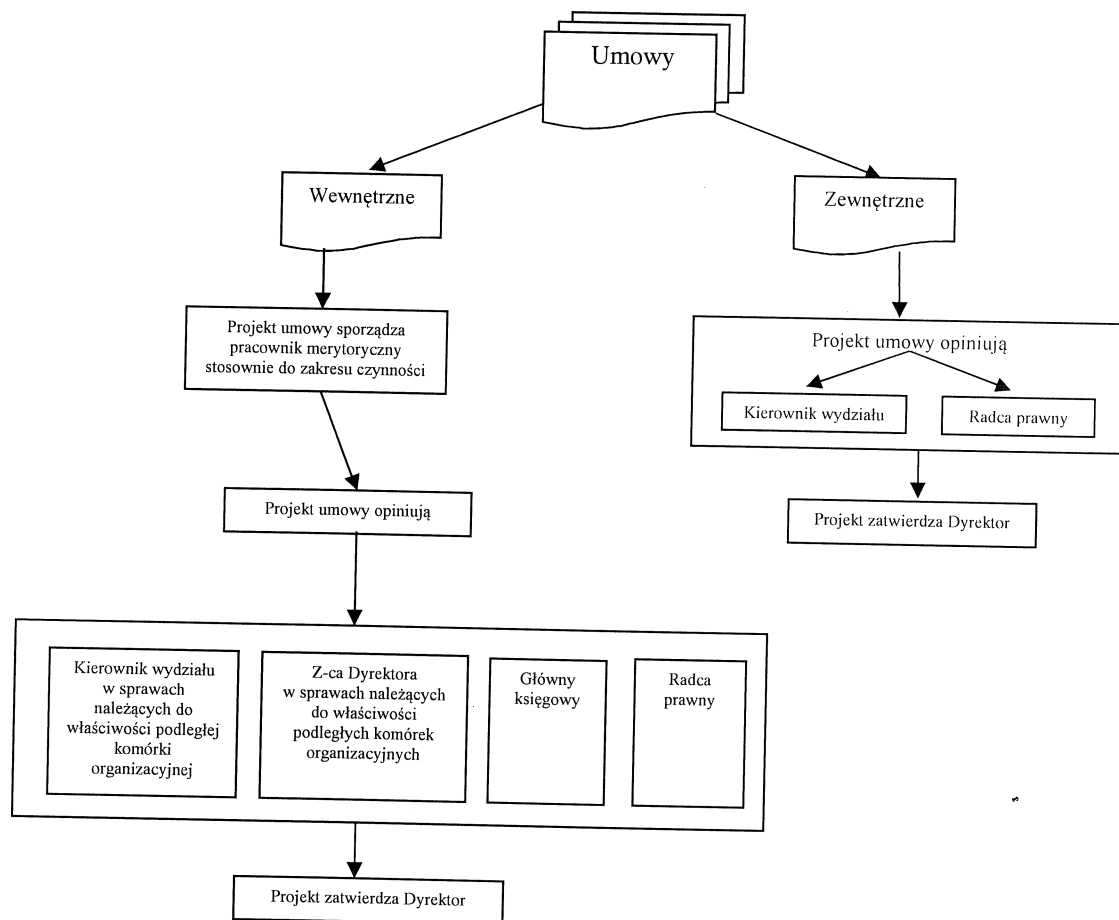 Umowy
Wewnętrzne
Zewnętrzne
Projekt umowy sporządza
pracownik merytoryczny
stosownie do zakresu czynności
Projekt umowy opiniują
Kierownik wydziału
Radca prawny
Projekt umowy opiniują
Projekt zatwierdza Dyrektor
Kierownik wydziału
w sprawach
należących do
właściwości podległej
komórki
organizacyjnej
Z-ca Dyrektora
w sprawach należących
do właściwości
podległych komórek
organizacyjnych
Główny
księgowy
Radca
prawny
Projekt zatwierdza Dyrektor